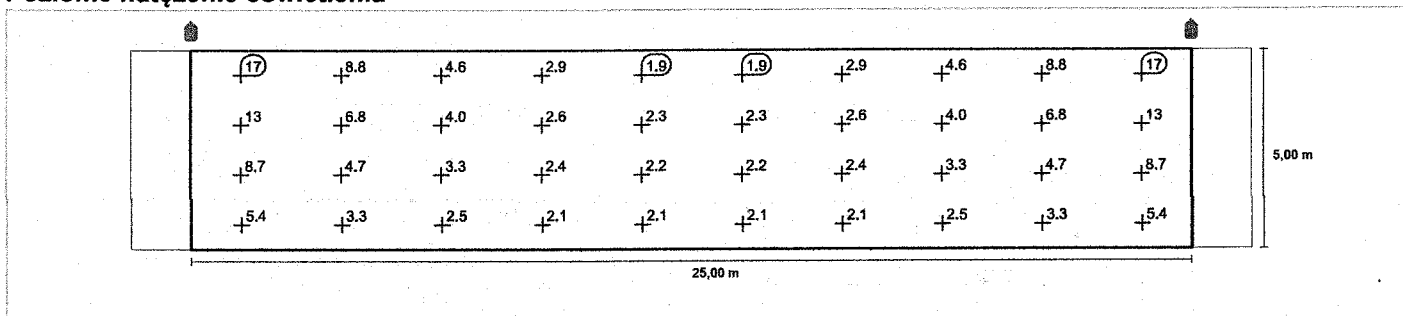 17 8.8 4.6 2.9 1.9 1.9 2.9 4.6 8.8 17
13 6.8 4.0 2.6 2.3 2.3 2.6 4.0 6.8 13
8.7 4.7 3.3 2.4 2.2 2.2 2.4 3.3 4.7 8.7
5.4 3.3 2.5 2.1 2.1 2.1 2.1 2.5 3.3 5.4
5,00 m
25,00 m